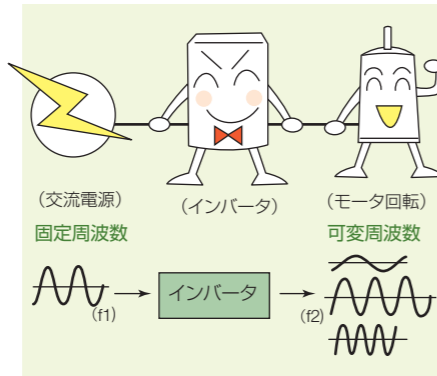 (交流電源)
(インバータ)
(モータ回転)
固定周波数
可変周波数
(f1)
インバータ
(f2)